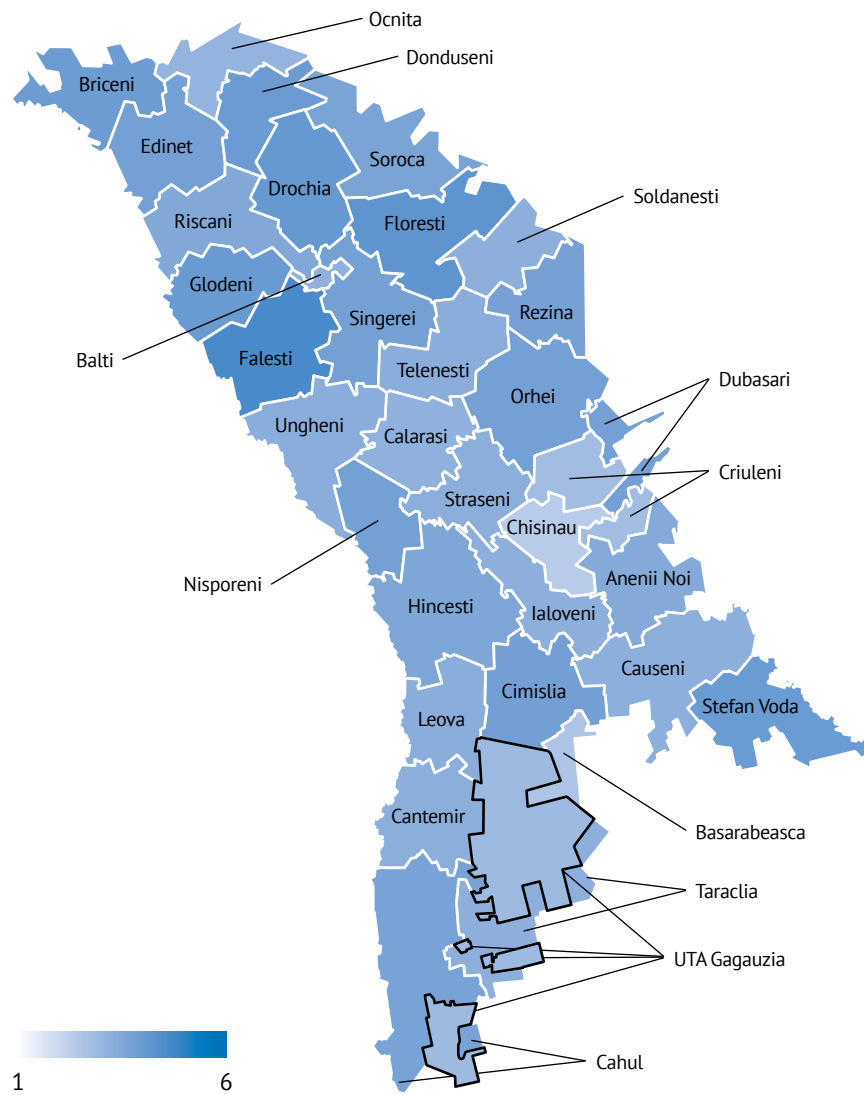 Ocnita
Donduseni
Briceni
Edinet
Soroca
Drochia
Soldanesti
Riscani
Floresti
Glodeni
Rezina
Singerei
Balti
Falesti
Telenesti
Dubasari
Orhei
Ungheni
Calarasi
Criuleni
Straseni
Chisinau
Nisporeni
Anenii Noi
Hincesti
Ialoveni
Causeni
Cimislia
Stefan Voda
Leova
Cantemir
Basarabeasca
Taraclia
UTA Gagauzia
Cahul
1 6